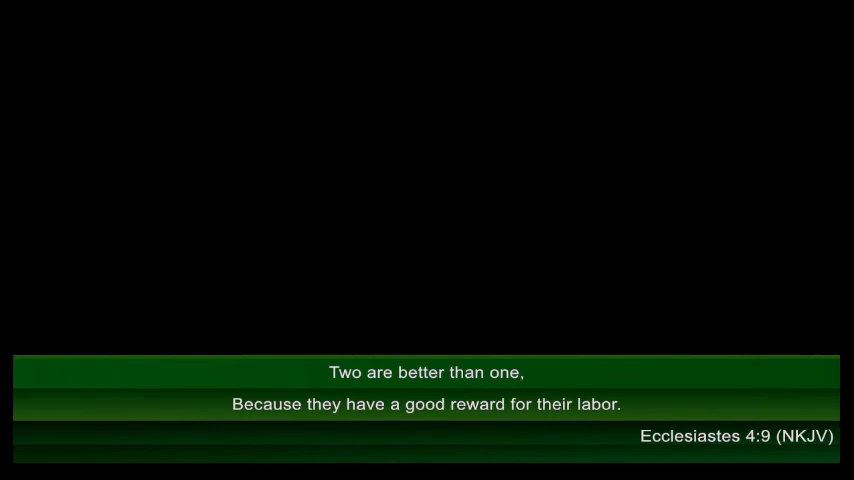 Two are better than one,
Because they have a good reward for their labor.
Ecclesiastes 4:9 (NKJV)